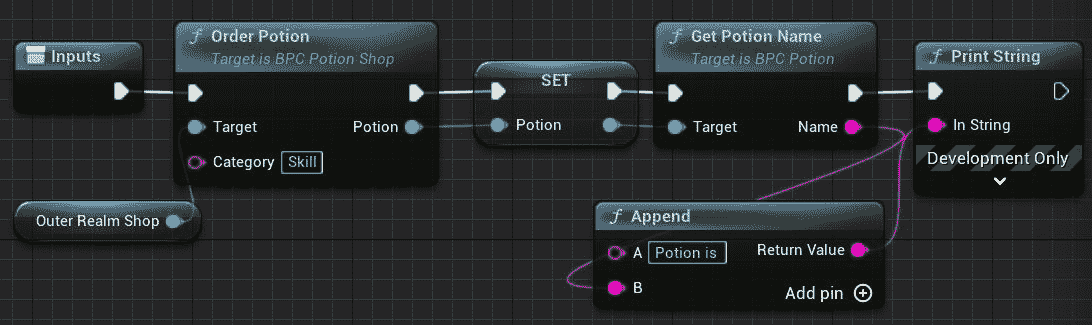 Inputs
Order Potion
Target is BPC Potion Shop
Target
Potion
Category Skill
Outer Realm Shop
SET
Potion
Get Potion Name
Target is BPC Potion
Target
Name
Print String
In String
Development Only
Append
A Potion is
Return Value
B
Add pin